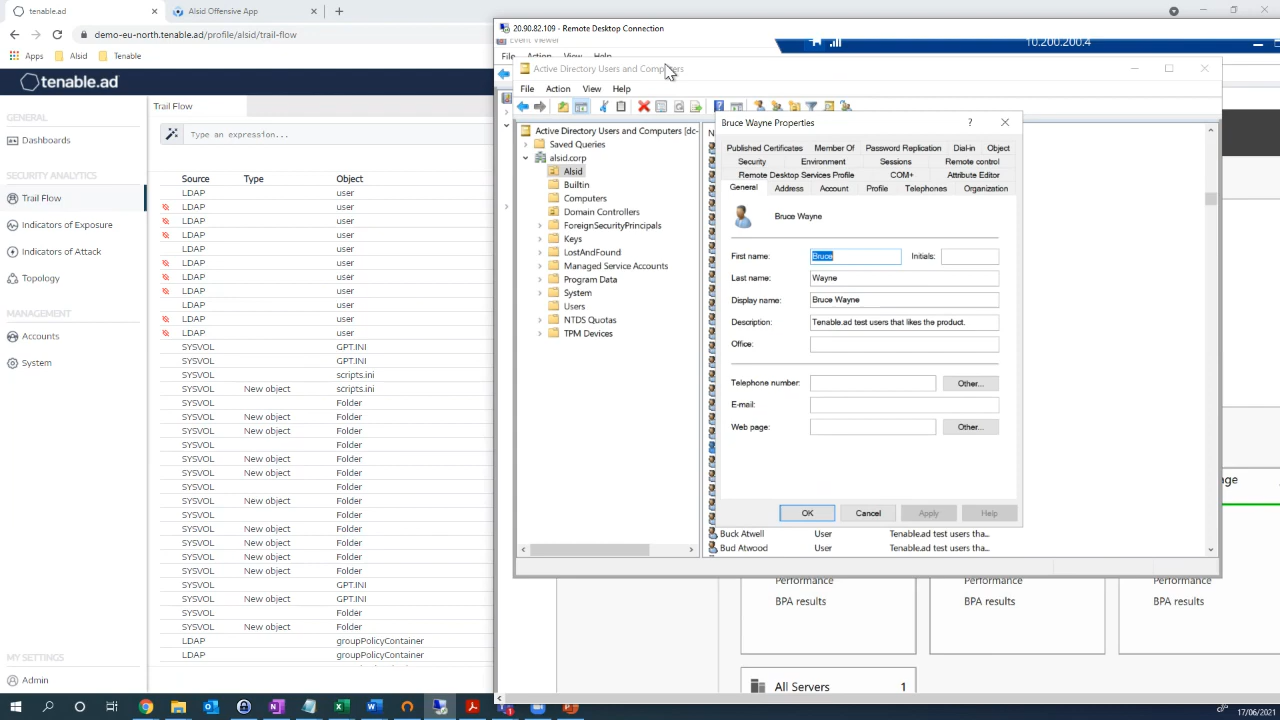 tenable.ad
Alsid Offensive App
demo-eu-north.tenable.ad/profile/ad/trail-flow
Apps
Alsid
Tenable
tenable.ad
GENERAL
Dashboards
SECURITY ANALYTICS
Trail Flow
Indicators of Exposure
Indicators of Attack
Topology
MANAGEMENT
Accounts
System
MY SETTINGS
Admin
Trail Flow
Type an expression...
Source Type Object
LDAP user
LDAP user
LDAP user
LDAP user
LDAP user
LDAP user
LDAP user
LDAP user
LDAP user
LDAP user
LDAP user
SYSVOL GPT.INI
SYSVOL GPT.INI
SYSVOL scripts.ini
SYSVOL New object scripts.ini
SYSVOL Folder
SYSVOL New object Folder
SYSVOL Folder
SYSVOL New object Folder
SYSVOL Folder
SYSVOL Folder
SYSVOL New object Folder
SYSVOL Folder
SYSVOL New object Folder
SYSVOL New object Folder
SYSVOL Folder
SYSVOL New object Folder
SYSVOL GPT.INI
SYSVOL New object GPT.INI
SYSVOL Folder
SYSVOL New object Folder
LDAP groupPolicyContainer
LDAP groupPolicyContainer
20.90.82.109 - Remote Desktop Connection
Event Viewer
File Action View Help
10.200.200.4
Active Directory Users and Computers
File Action View Help
Active Directory Users and Computers [dc-
Saved Queries
alsid.corp
Alsid
Builtin
Computers
Domain Controllers
ForeignSecurityPrincipals
Keys
LostAndFound
Managed Service Accounts
Program Data
System
Users
NTDS Quotas
TPM Devices
N
Bruce Wayne Properties
?
Published Certificates Member Of Password Replication Dial-in Object
Security Environment Sessions Remote control
Remote Desktop Services Profile COM+ Attribute Editor
General Address Account Profile Telephones Organization
Bruce Wayne
First name: Bruce Initials:
Last name: Wayne
Display name: Bruce Wayne
Description: Tenable.ad test users that likes the product.
Office:
Telephone number: Other...
E-mail:
Web page: Other...
OK Cancel Apply Help
Buck Atwell User Tenable.ad test users tha...
Bud Atwood User Tenable.ad test users tha...
age
Performance Performance Performance
BPA results BPA results BPA results
All Servers 1
17/06/2021